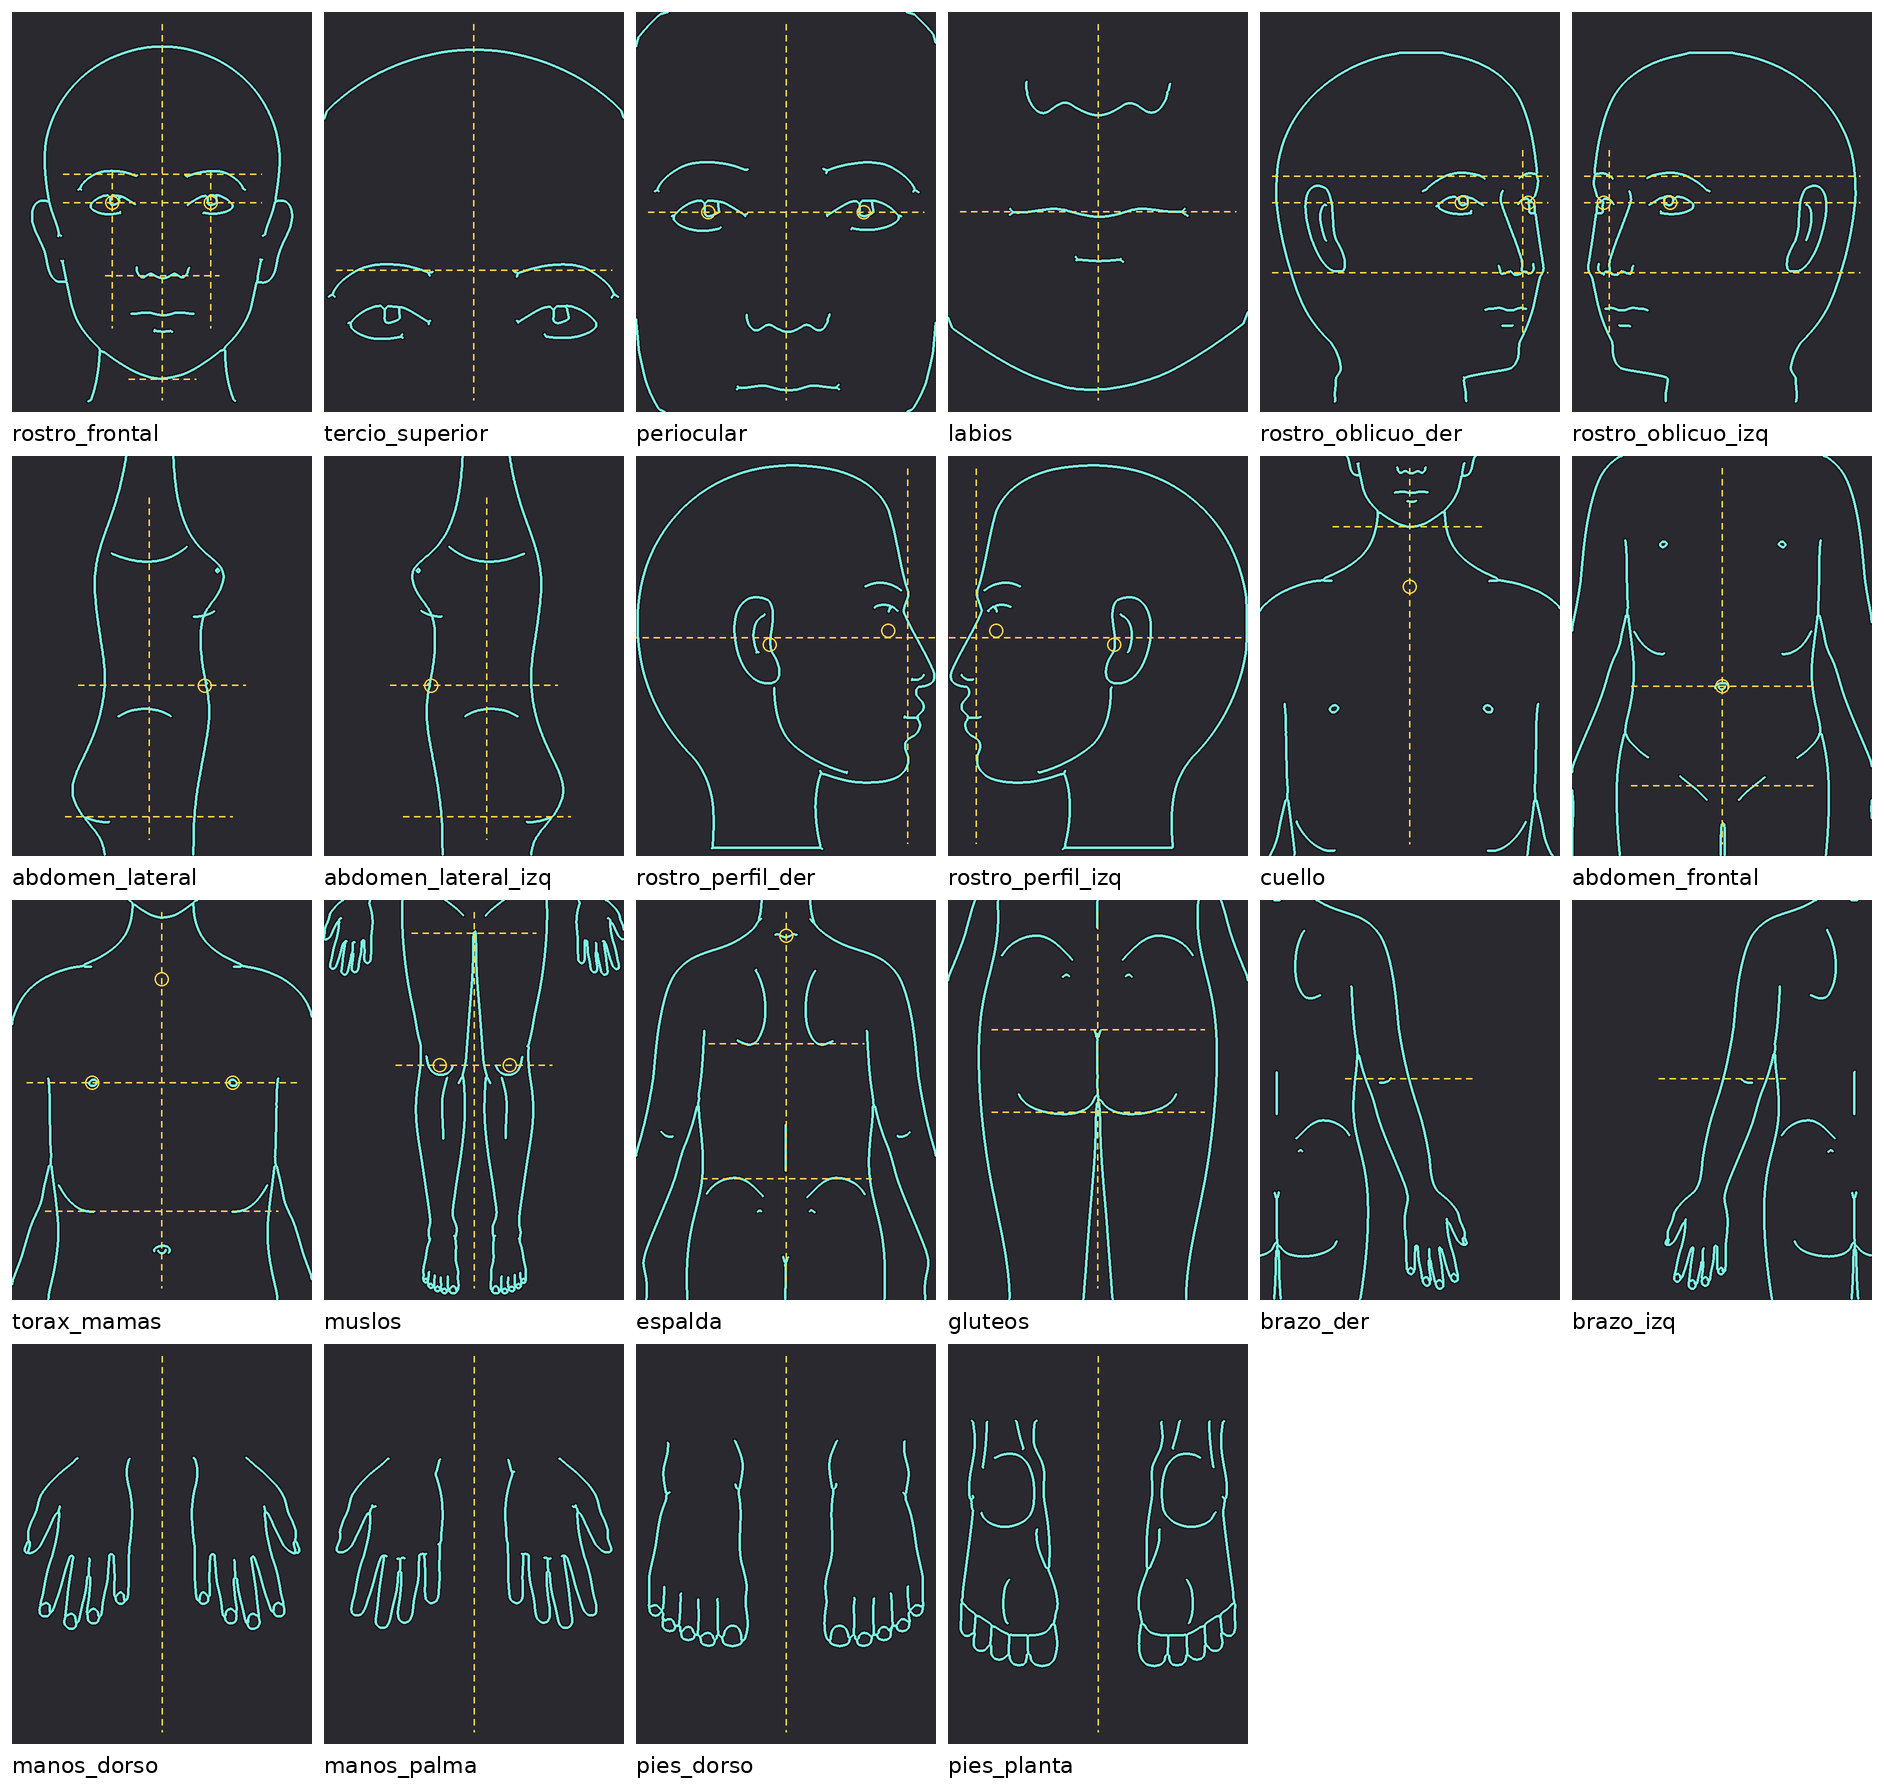 rostro_frontal
tercio_superior
periocular
labios
rostro_oblicuo_der
rostro_oblicuo_izq
abdomen_lateral
abdomen_lateral_izq
rostro_perfil_der
rostro_perfil_izq
cuello
abdomen_frontal
torax_mamas
muslos
espalda
gluteos
brazo_der
brazo_izq
manos_dorso
manos_palma
pies_dorso
pies_planta